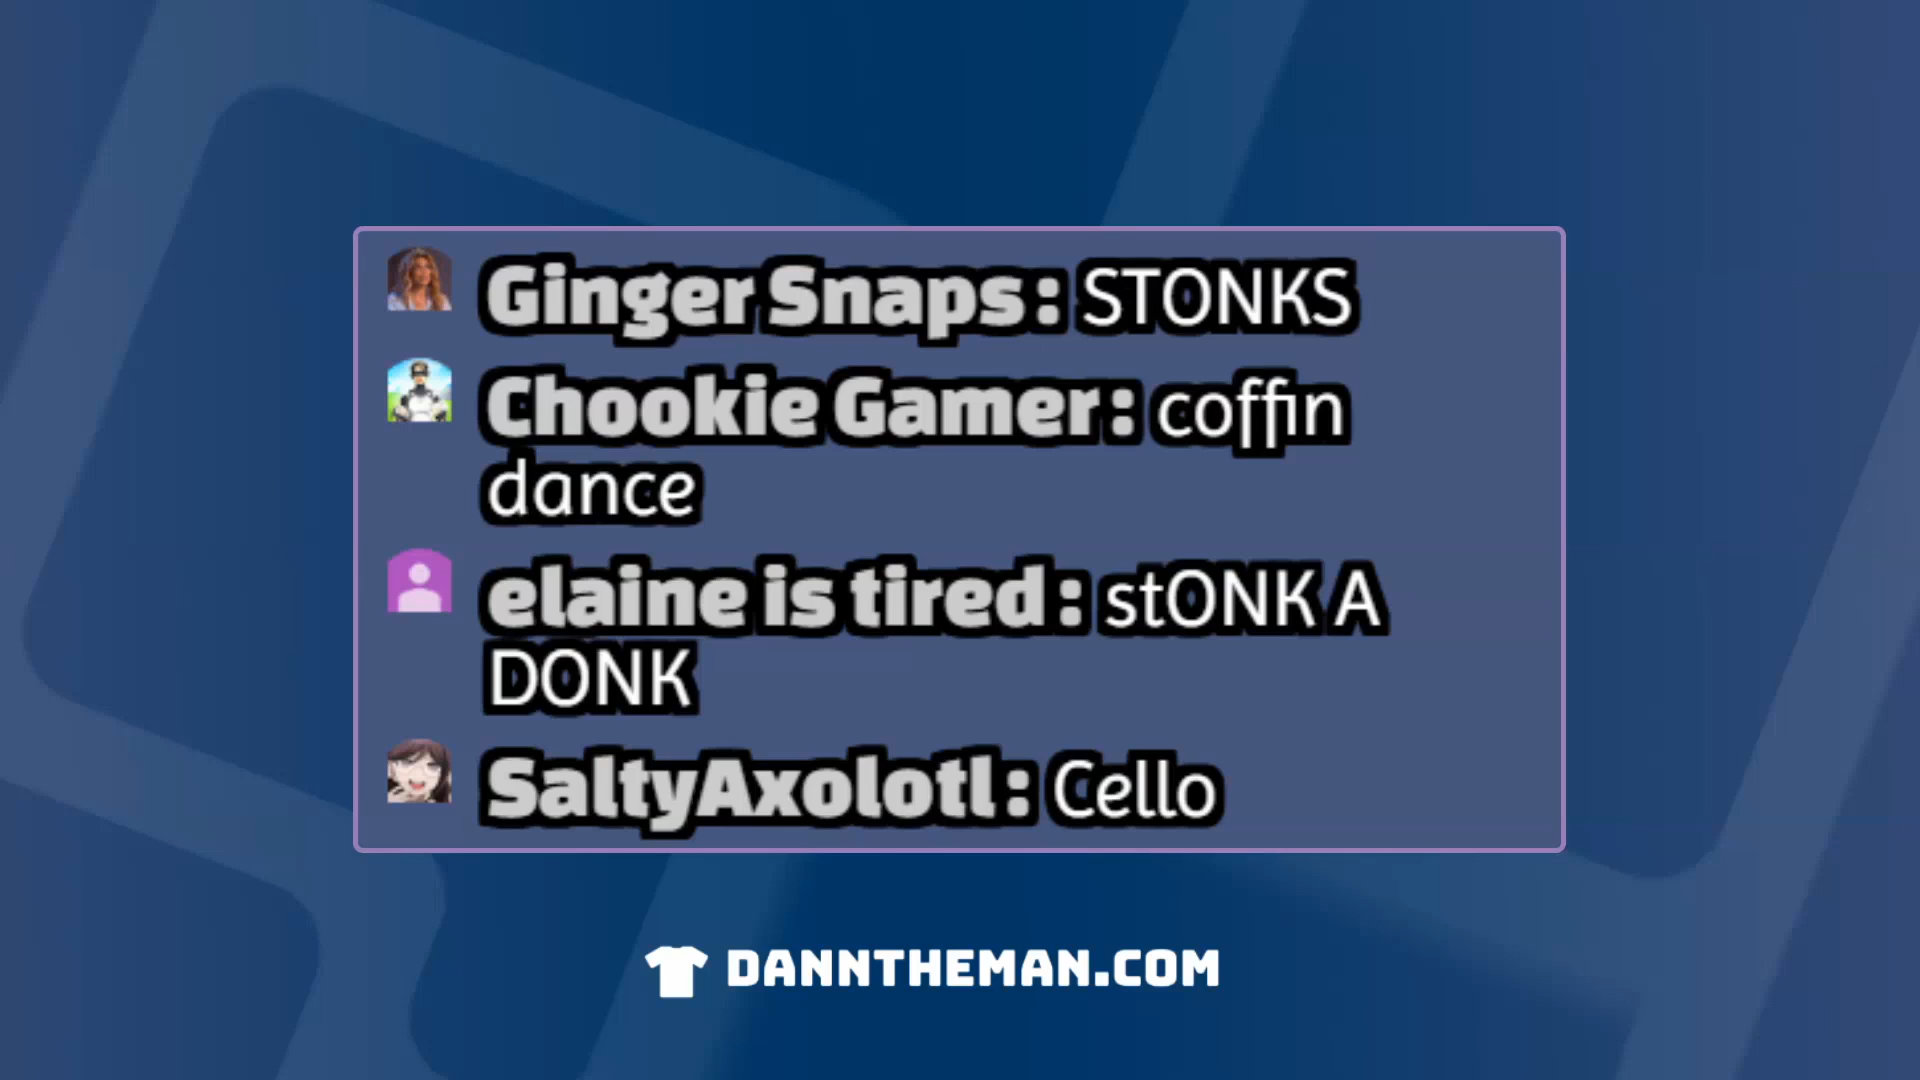 Ginger Snaps: STONKS
Chookie Gamer: coffin
dance
elaine is tired: stONK A
DONK
SaltyAxolotl: Cello
DANNTHEMAN.COM